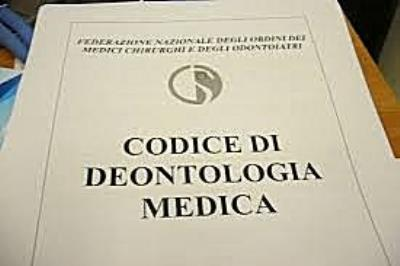 FEDERAZIONE NAZIONALE DEGLI ORDINI DEI
MEDICI CHIRURGHI E DEGLI ODONTOIATRI
CODICE DI
DEONTOLOGIA
MEDICA